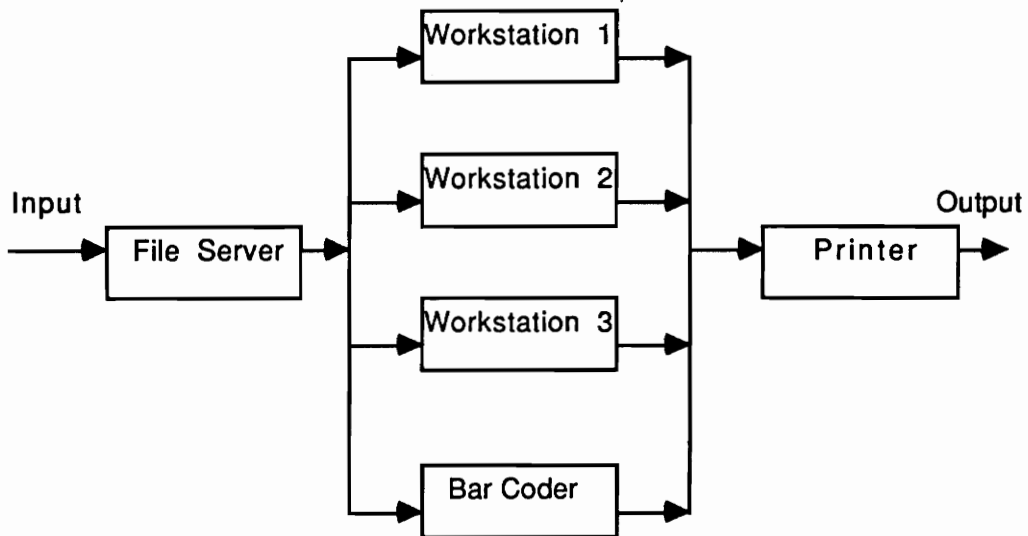 Workstation 1
Workstation 2
Input
Output
File Server
Printer
Workstation 3
Bar Coder